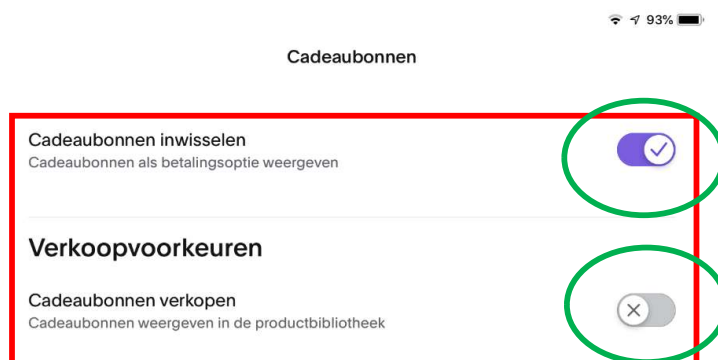 93%
Cadeaubonnen
Cadeaubonnen inwisselen
Cadeaubonnen als betalingsoptie weergeven
Verkoopvoorkeuren
Cadeaubonnen verkopen
Cadeaubonnen weergeven in de productbibliotheek